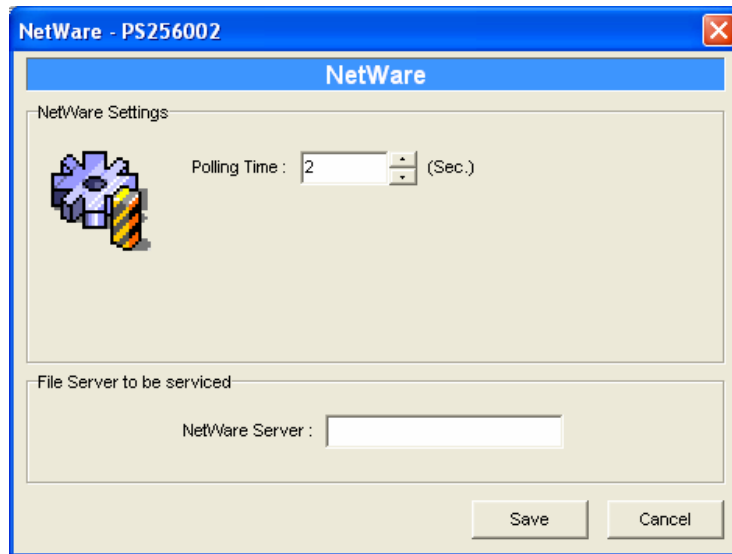 NetWare - PS256002
NetWare
NetWare Settings
Polling Time : 2 (Sec.)
File Server to be serviced
NetWare Server :
Save Cancel